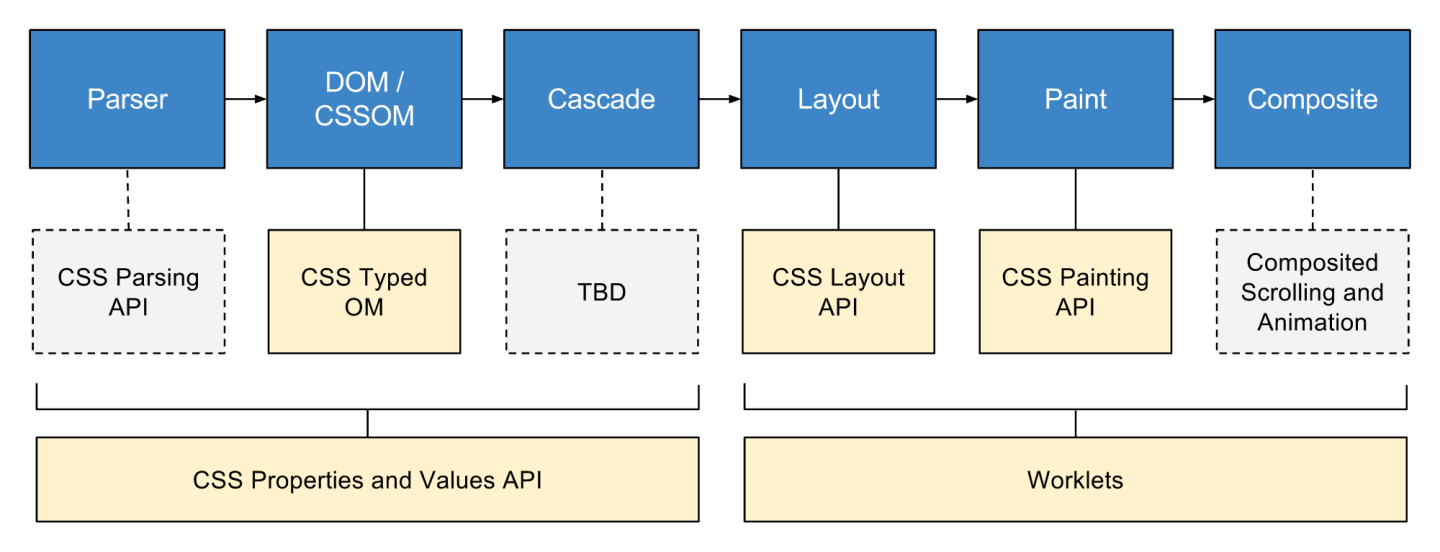 Parser
DOM /
CSSOM
Cascade
Layout
Paint
Composite
CSS Parsing
API
CSS Typed
OM
TBD
CSS Layout
API
CSS Painting
API
Composited
Scrolling and
Animation
CSS Properties and Values API
Worklets